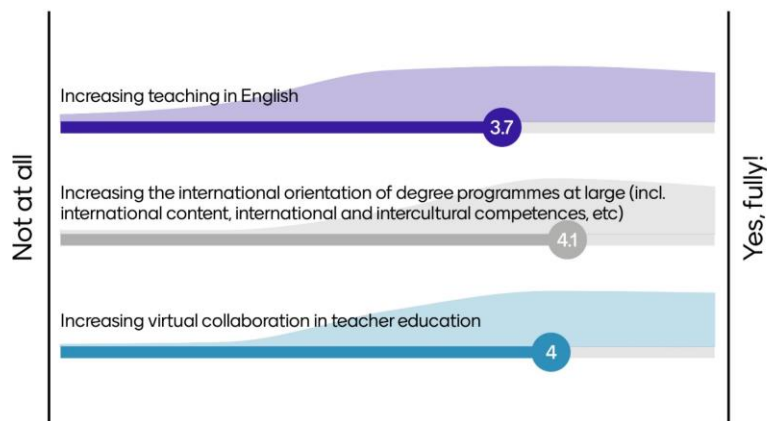 Not at all
Increasing teaching in English
3.7
Increasing the international orientation of degree programmes at large (incl.
international content, international and intercultural competences, etc)
4.1
Increasing virtual collaboration in teacher education
4
Yes, fully!